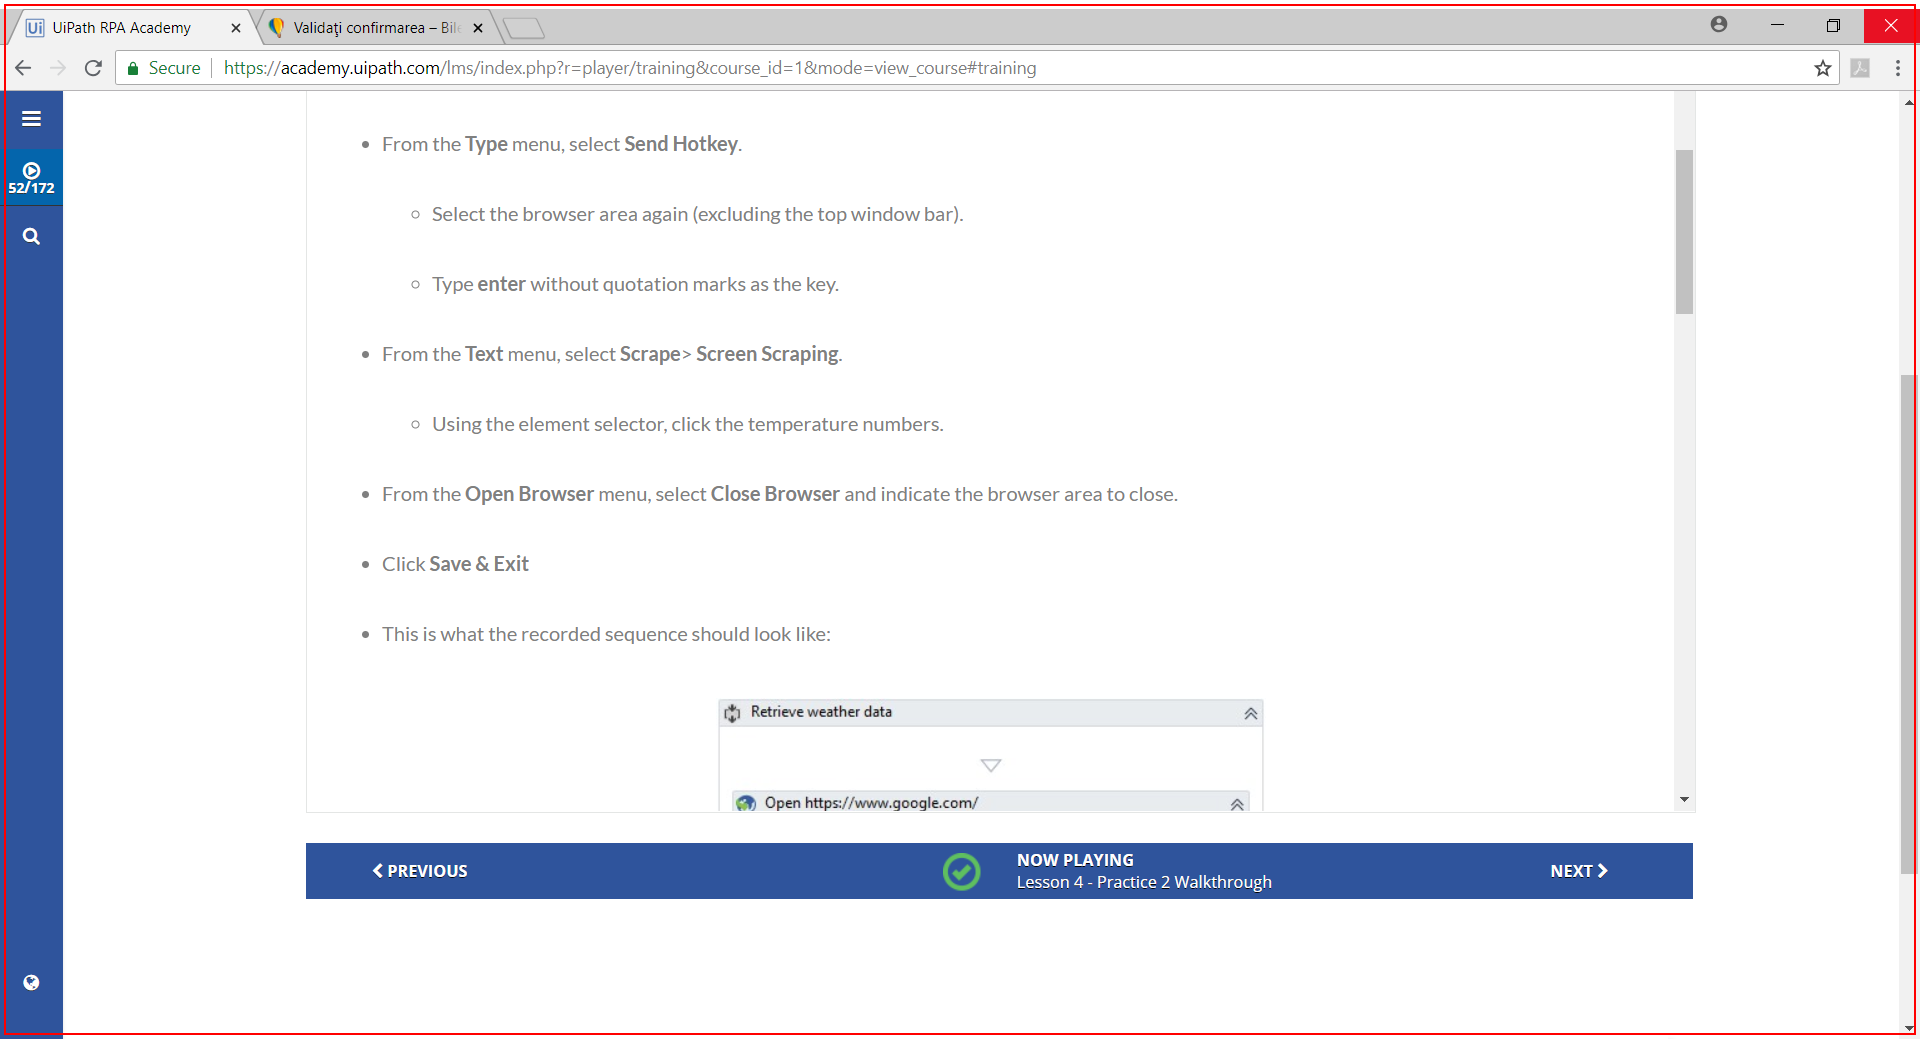 UiPath RPA Academy
Validați confirmarea – Bile
Secure
https://academy.uipath.com/lms/index.php?r=player/training&course_id=1&mode=view_course#training
52/172
From the Type menu, select Send Hotkey.
Select the browser area again (excluding the top window bar).
Type enter without quotation marks as the key.
From the Text menu, select Scrape> Screen Scraping.
Using the element selector, click the temperature numbers.
From the Open Browser menu, select Close Browser and indicate the browser area to close.
Click Save & Exit
This is what the recorded sequence should look like:
Retrieve weather data
Open https://www.google.com/
PREVIOUS
NOW PLAYING
Lesson 4 - Practice 2 Walkthrough
NEXT